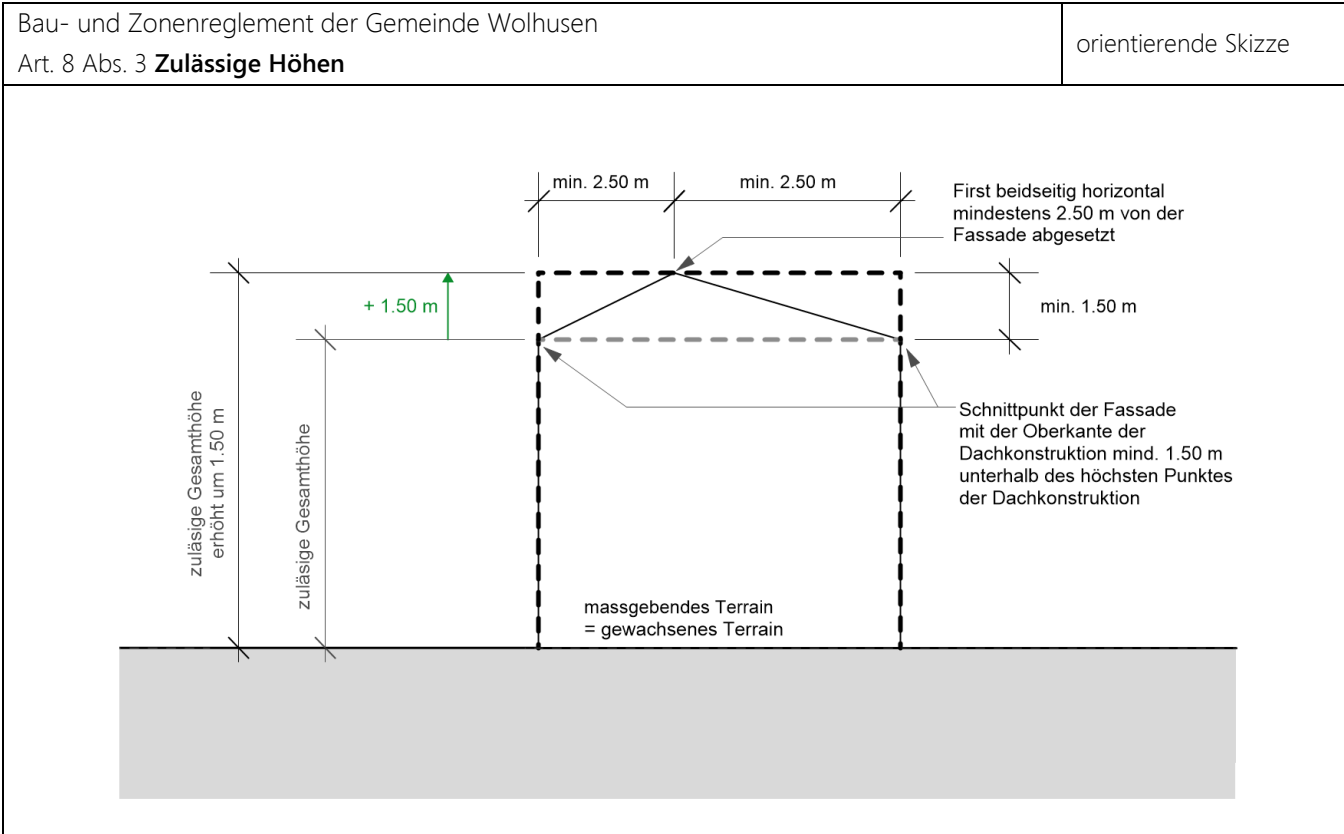 Bau- und Zonenreglement der Gemeinde Wolhusen
Art. 8 Abs. 3 Zulässige Höhen
orientierende Skizze
min. 2.50 m
min. 2.50 m
First beidseitig horizontal
mindestens 2.50 m von der
Fassade abgesetzt
+ 1.50 m
min. 1.50 m
zuläsige Gesamthöhe
erhöht um 1.50 m
zuläsige Gesamthöhe
Schnittpunkt der Fassade
mit der Oberkante der
Dachkonstruktion mind. 1.50 m
unterhalb des höchsten Punktes
der Dachkonstruktion
massgebendes Terrain
= gewachsenes Terrain